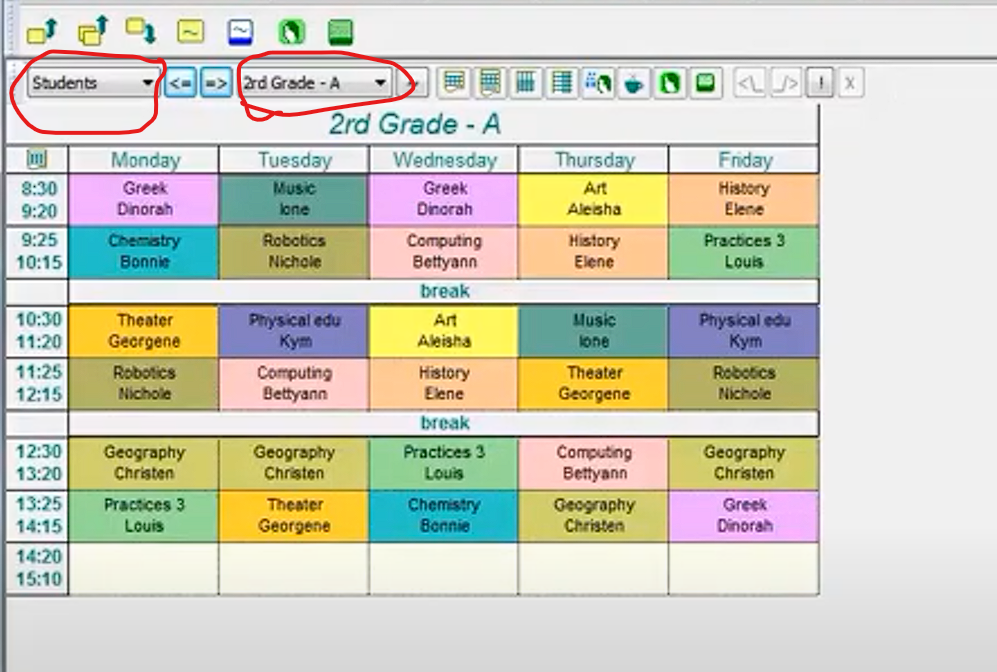 Students <= => 2rd Grade - A ! X
2rd Grade - A
Monday Tuesday Wednesday Thursday Friday
8:30 Greek Music Greek Art History
9:20 Dinorah Ione Dinorah Aleisha Elene
9:25 Chemistry Robotics Computing History Practices 3
10:15 Bonnie Nichole Bettyann Elene Louis
break
10:30 Theater Physical edu Art Music Physical edu
11:20 Georgene Kym Aleisha Ione Kym
11:25 Robotics Computing History Theater Robotics
12:15 Nichole Bettyann Elene Georgene Nichole
break
12:30 Geography Geography Practices 3 Computing Geography
13:20 Christen Christen Louis Bettyann Christen
13:25 Practices 3 Theater Chemistry Geography Greek
14:15 Louis Georgene Bonnie Christen Dinorah
14:20
15:10